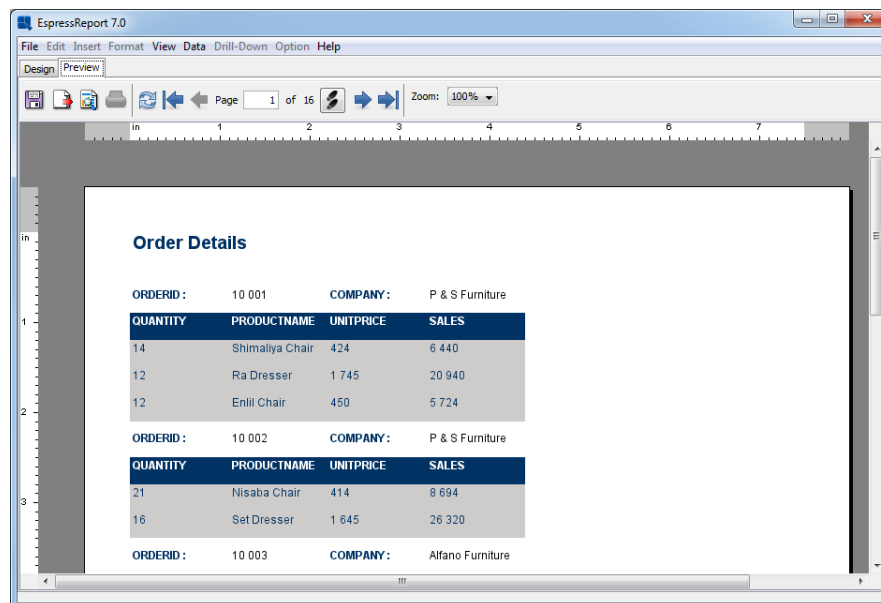 EspressReport 7.0
File Edit Insert Format View Data Drill-Down Option Help
Design Preview
Page 1 of 16 Zoom: 100%
in 1 2 3 4 5 6 7
in
Order Details
ORDERID : 10 001 COMPANY : P & S Furniture
1
QUANTITY PRODUCTNAME UNITPRICE SALES
14 Shimaliya Chair 424 6 440
12 Ra Dresser 1 745 20 940
12 Enlil Chair 450 5 724
2
ORDERID : 10 002 COMPANY : P & S Furniture
QUANTITY PRODUCTNAME UNITPRICE SALES
21 Nisaba Chair 414 8 694
3
16 Set Dresser 1 645 26 320
ORDERID : 10 003 COMPANY : Alfano Furniture